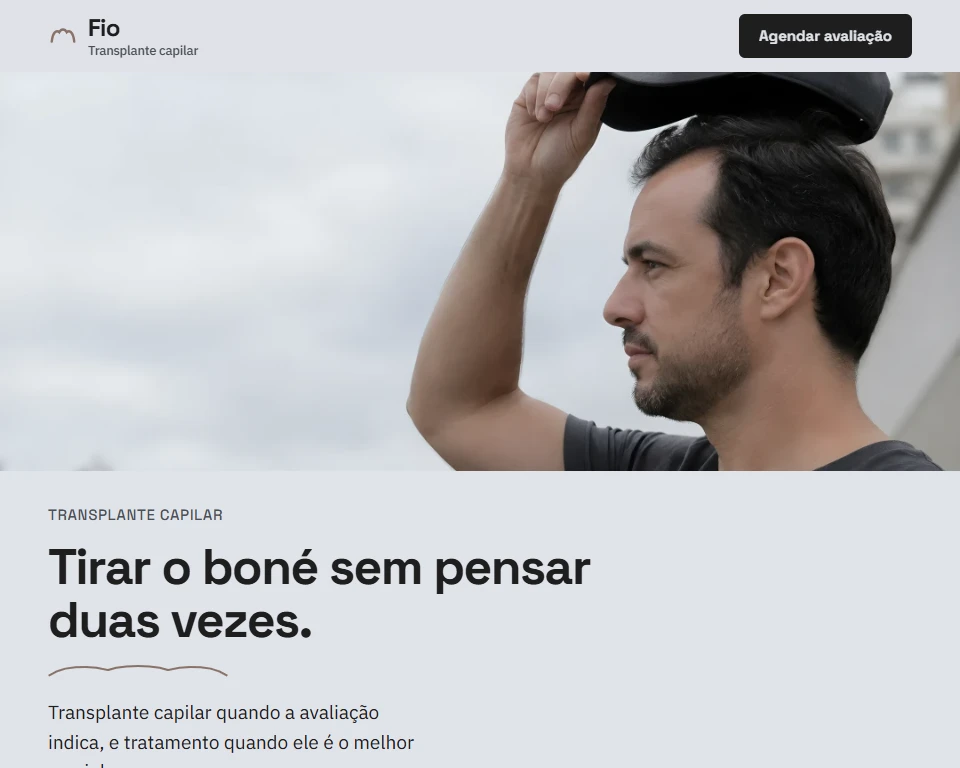 Fio
Transplante capilar
Agendar avaliação
TRANSPLANTE CAPILAR
Tirar o boné sem pensar
duas vezes.
Transplante capilar quando a avaliação
indica, e tratamento quando ele é o melhor